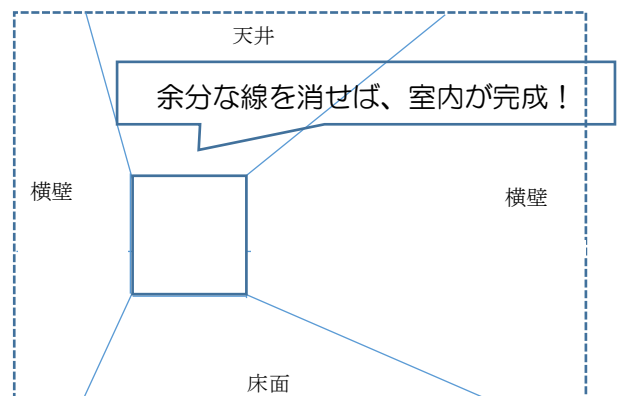 天井
余分な線を消せば、室内が完成！
横壁
横壁
床面